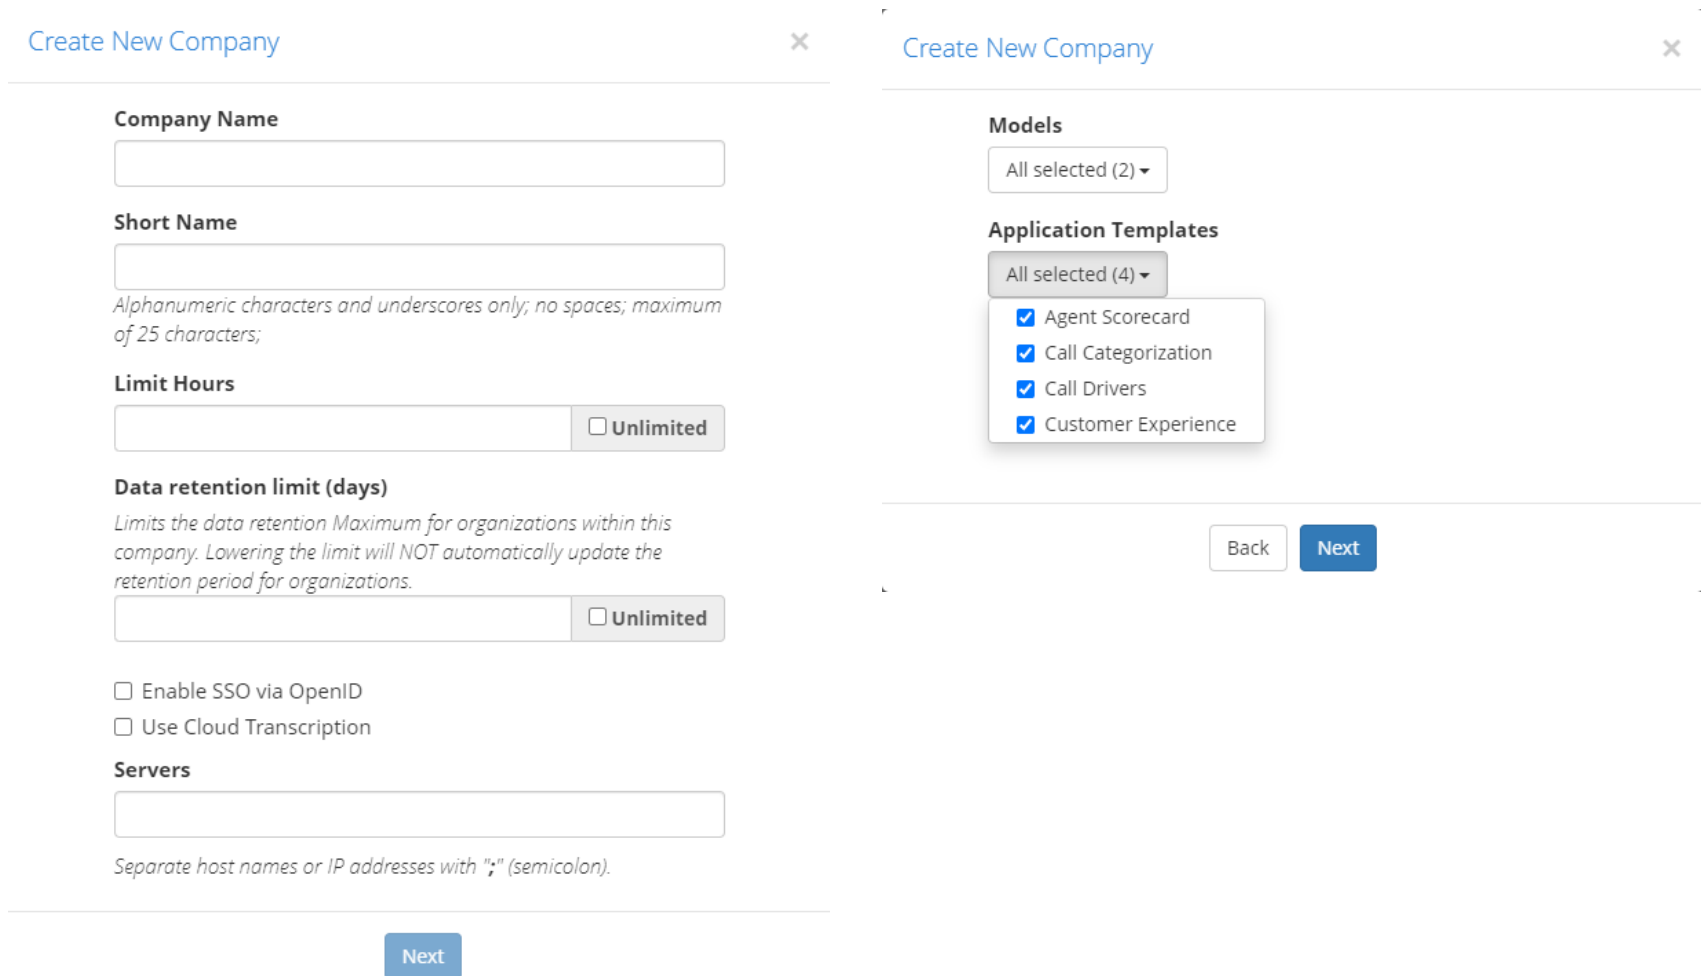 Create New Company ×
Company Name
Short Name
Alphanumeric characters and underscores only; no spaces; maximum
of 25 characters;
Limit Hours
Unlimited
Data retention limit (days)
Limits the data retention Maximum for organizations within this
company. Lowering the limit will NOT automatically update the
retention period for organizations.
Unlimited
Enable SSO via OpenID
Use Cloud Transcription
Servers
Separate host names or IP addresses with ";" (semicolon).
Next
Create New Company ×
Models
All selected (2)
Application Templates
All selected (4)
Agent Scorecard
Call Categorization
Call Drivers
Customer Experience
Back Next